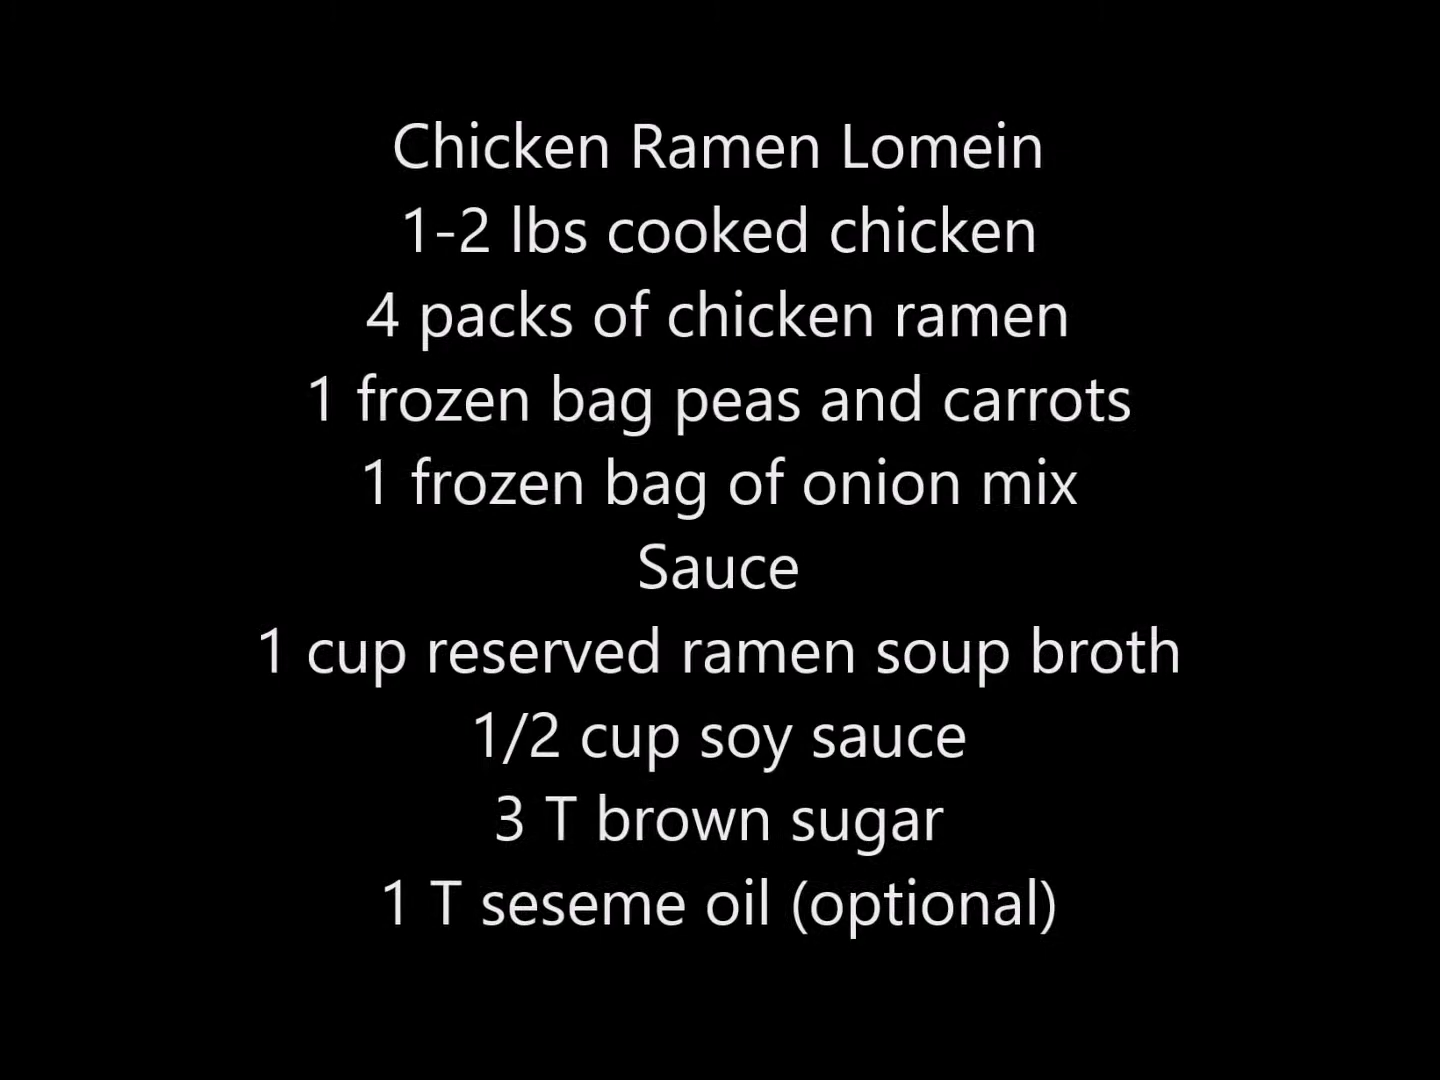 Chicken Ramen Lomein
1-2 lbs cooked chicken
4 packs of chicken ramen
1 frozen bag peas and carrots
1 frozen bag of onion mix
Sauce
1 cup reserved ramen soup broth
1/2 cup soy sauce
3 T brown sugar
1 T seseme oil (optional)